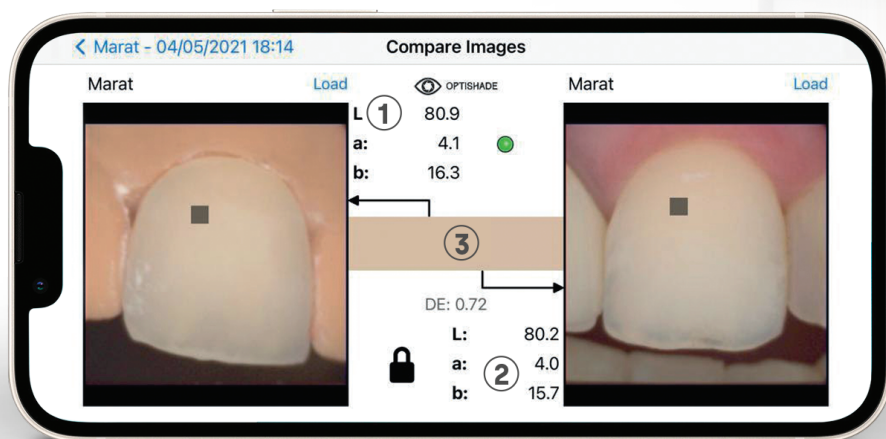 Marat - 04/05/2021 18:14
Compare Images
Marat
Load
OPTISHADE
Marat
Load
L 1 80.9
a: 4.1
b: 16.3
3
DE: 0.72
L: 80.2
a: 4.0
2
b: 15.7